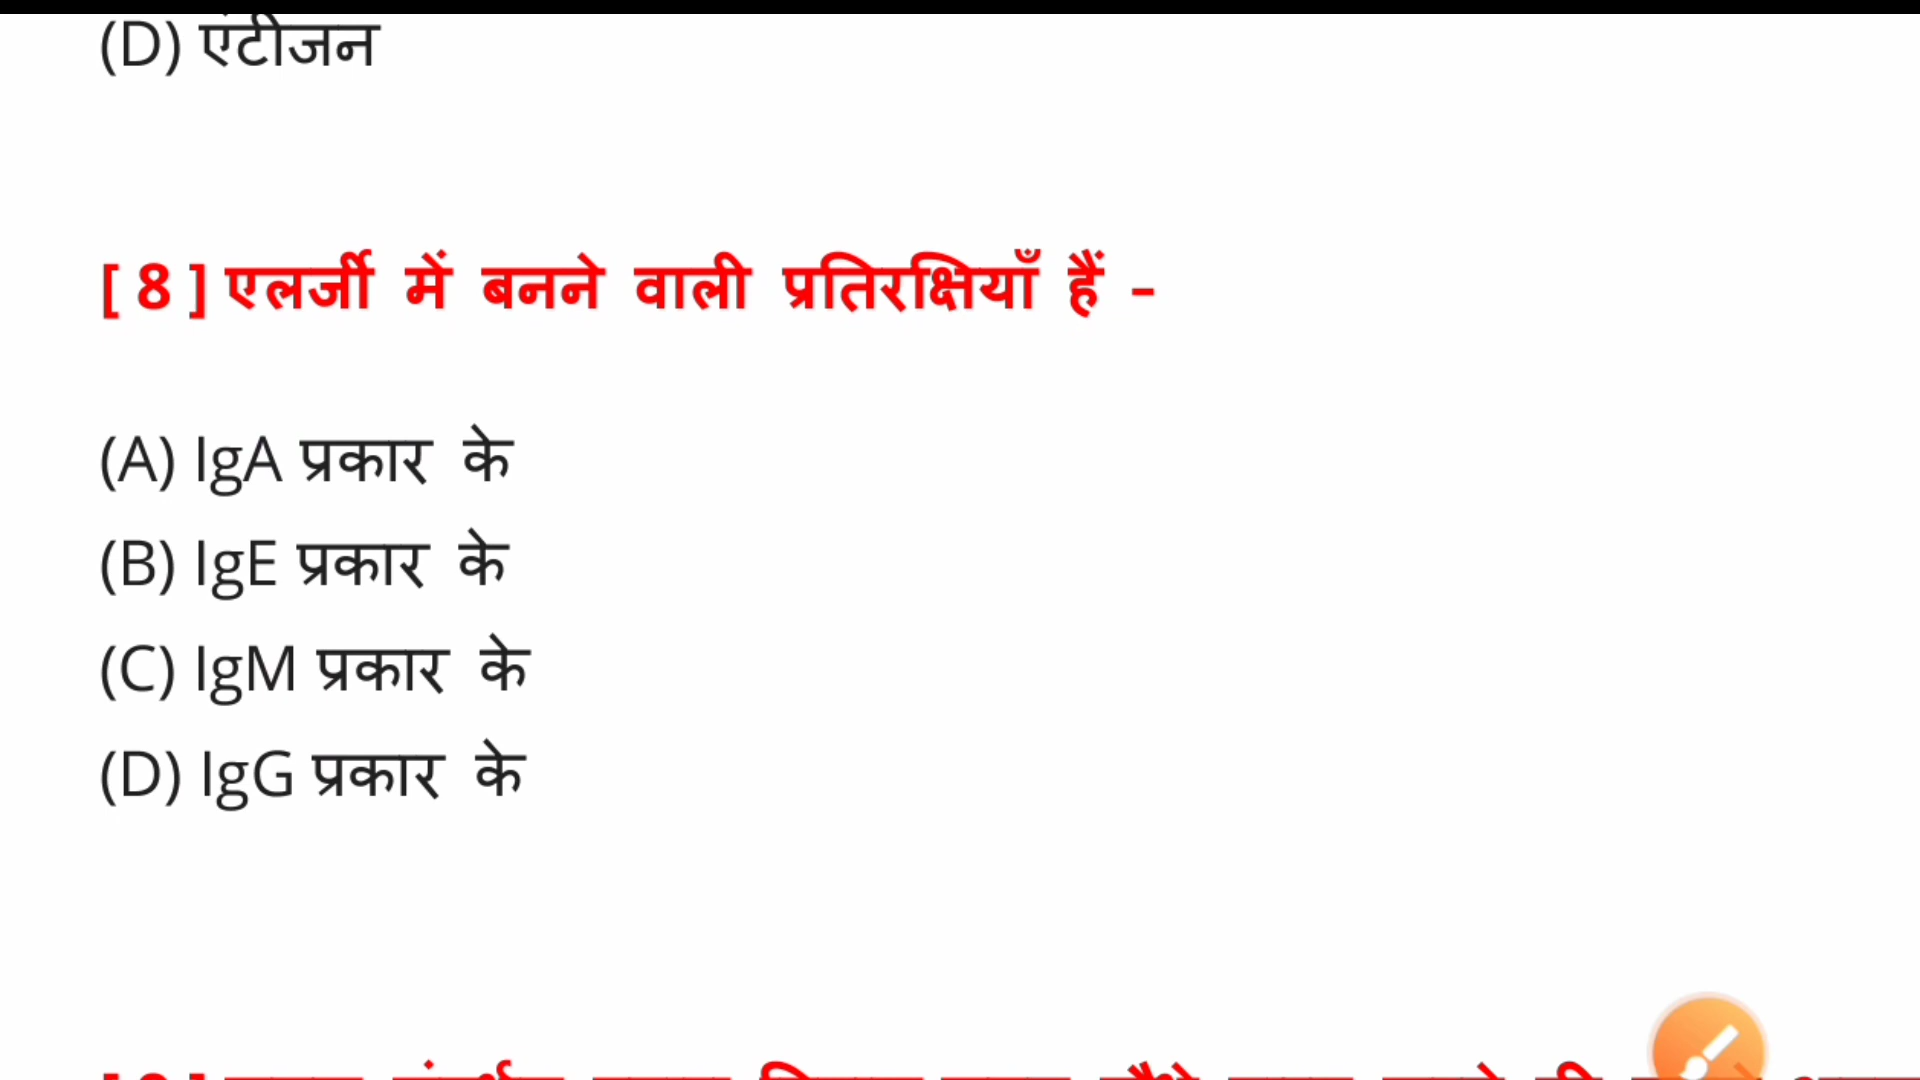 (D) एंटीजन
[ 8 ] एलर्जी में बनने वाली प्रतिरक्षियाँ हैं –
(A) IgA प्रकार के
(B) IgE प्रकार के
(C) IgM प्रकार के
(D) IgG प्रकार के